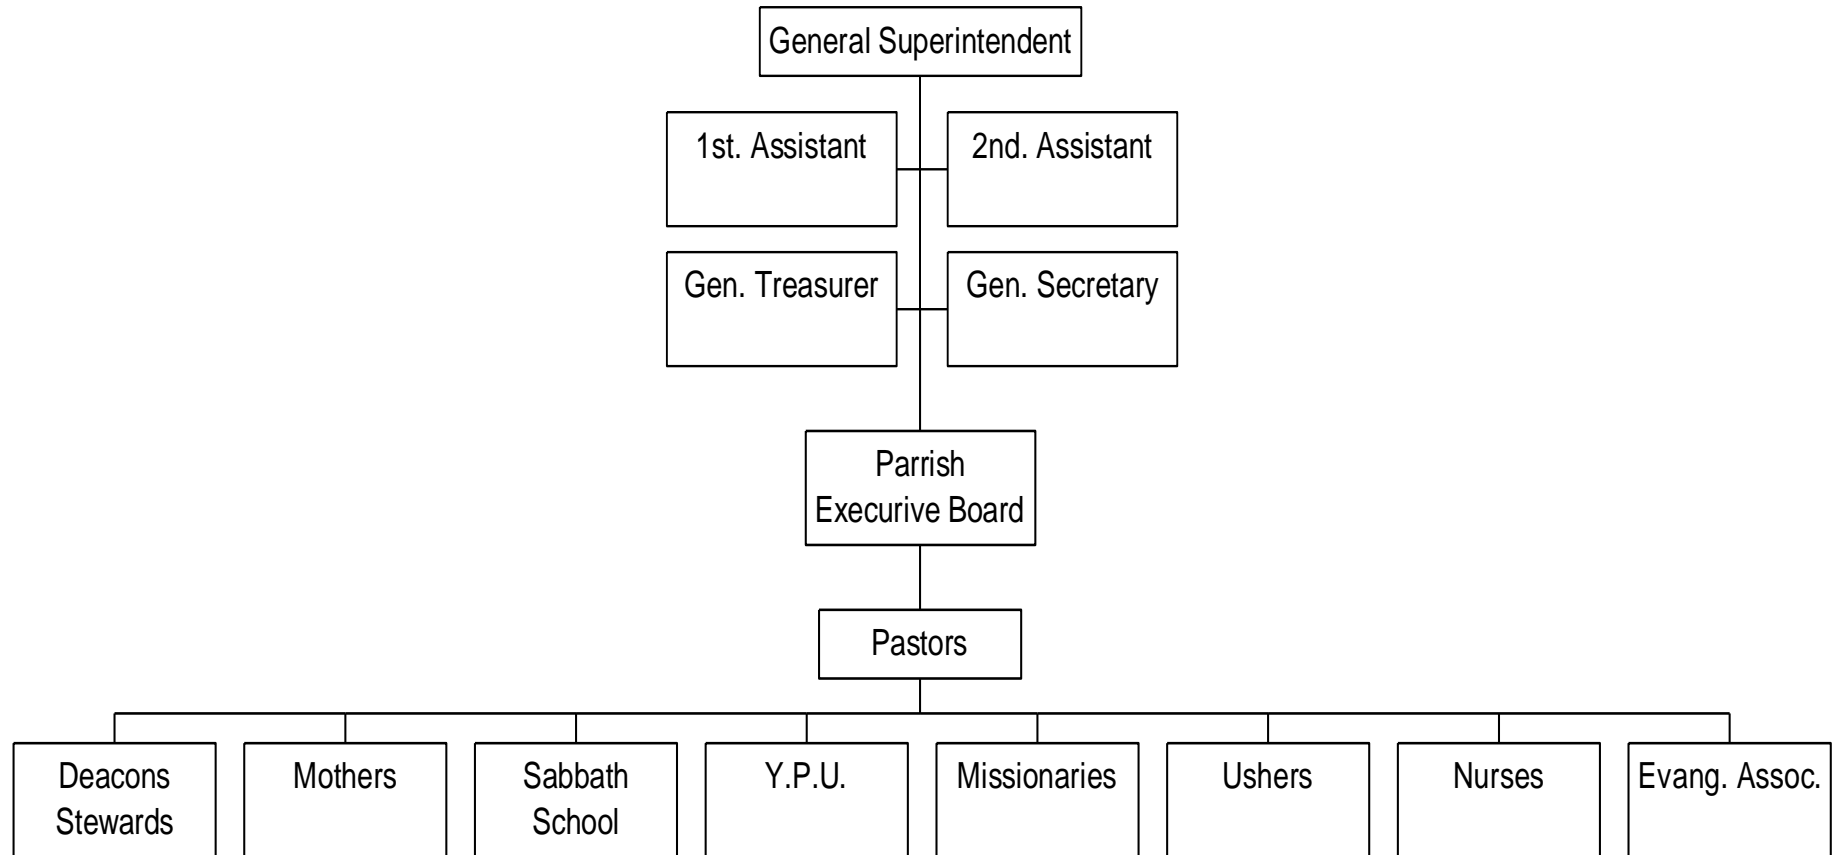 General Superintendent
1st. Assistant
2nd. Assistant
Gen. Treasurer
Gen. Secretary
Parrish
Execurive Board
Pastors
Deacons
Stewards
Mothers
Sabbath
School
Y.P.U.
Missionaries
Ushers
Nurses
Evang. Assoc.